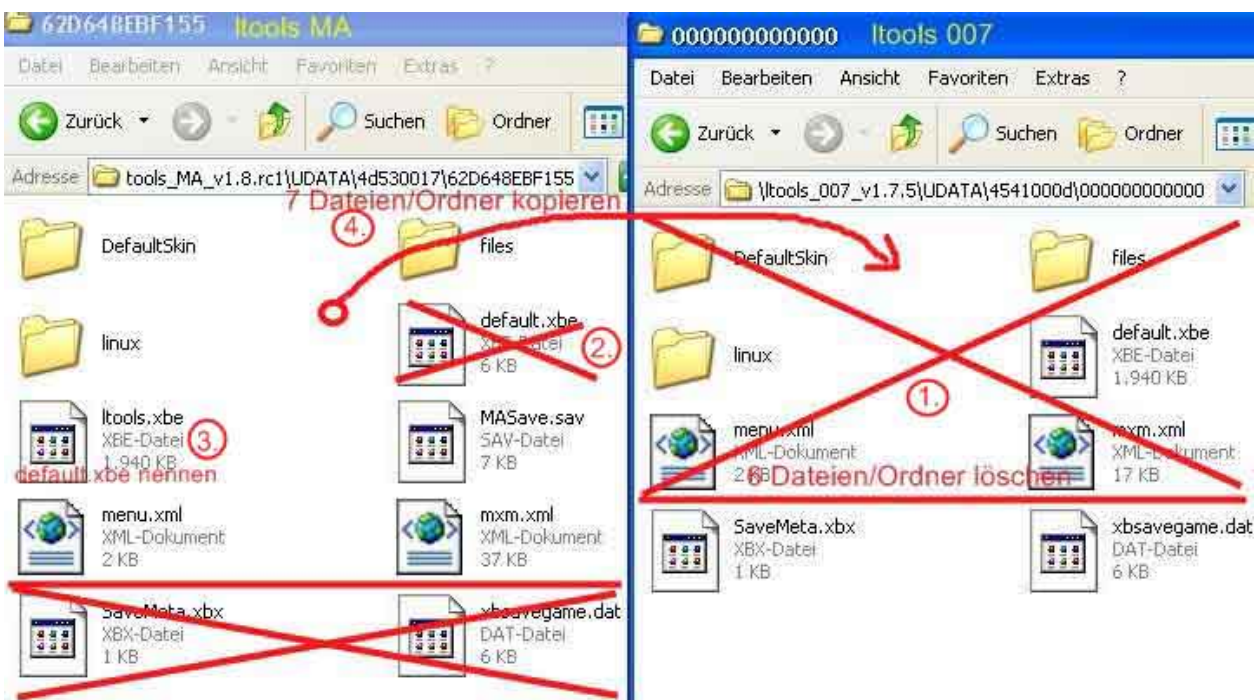 62D648EBF155 ltools MA
Datei Bearbeiten Ansicht Favoriten Extras ?
Zurück Suchen Ordner
Adresse tools_MA_v1.8.rc1\UDATA\4d530017\62D648EBF155
7 Dateien/Ordner kopieren
4.
DefaultSkin
files
linux
default.xbe
XBE-Datei
6 KB
2.
ltools.xbe
XBE-Datei
1.940 KB
3.
default.xbe nennen
MASave.sav
SAV-Datei
7 KB
menu.xml
XML-Dokument
2 KB
mxm.xml
XML-Dokument
37 KB
SaveMeta.xbx
XBX-Datei
1 KB
xbsavegame.dat
DAT-Datei
6 KB
000000000000 ltools 007
Datei Bearbeiten Ansicht Favoriten Extras ?
Zurück Suchen Ordner
Adresse \ltools_007_v1.7.5\UDATA\4541000d\000000000000
DefaultSkin
files
linux
default.xbe
XBE-Datei
1.940 KB
1.
menu.xml
XML-Dokument
2 KB
mxm.xml
XML-Dokument
17 KB
6 Dateien/Ordner löschen
SaveMeta.xbx
XBX-Datei
1 KB
xbsavegame.dat
DAT-Datei
6 KB